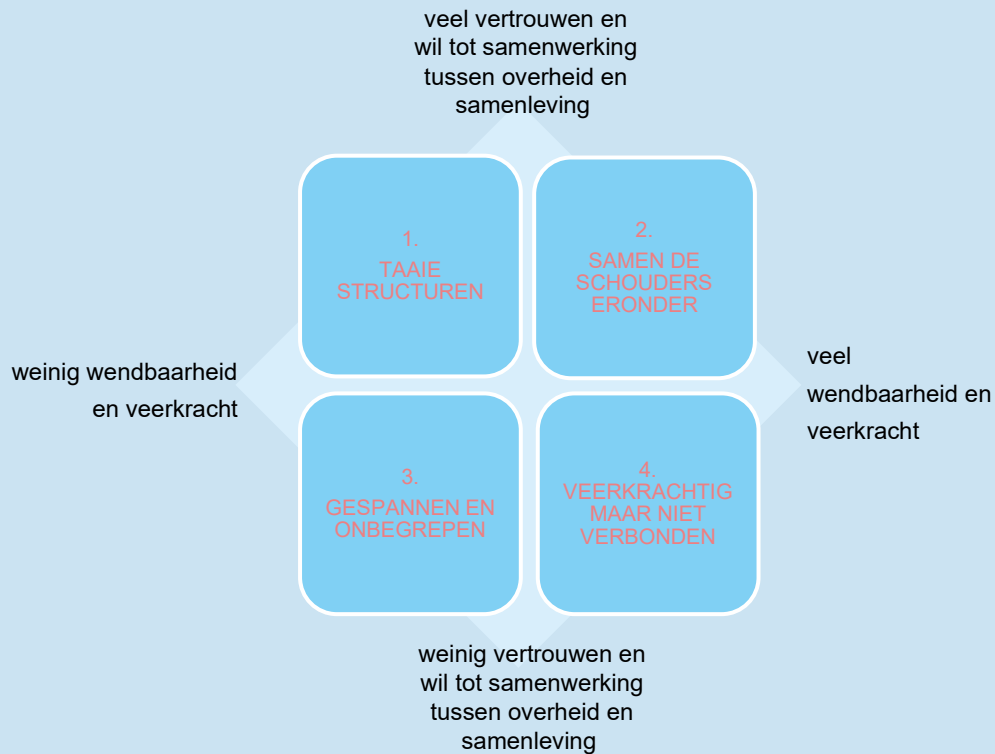 veel vertrouwen en
wil tot samenwerking
tussen overheid en
samenleving
1.
TAAIE
STRUCTUREN
2.
SAMEN DE
SCHOUDERS
ERONDER
weinig wendbaarheid
en veerkracht
veel
wendbaarheid en
veerkracht
3.
GESPANNEN EN
ONBEGREPEN
4.
VEERKRACHTIG
MAAR NIET
VERBONDEN
weinig vertrouwen en
wil tot samenwerking
tussen overheid en
samenleving